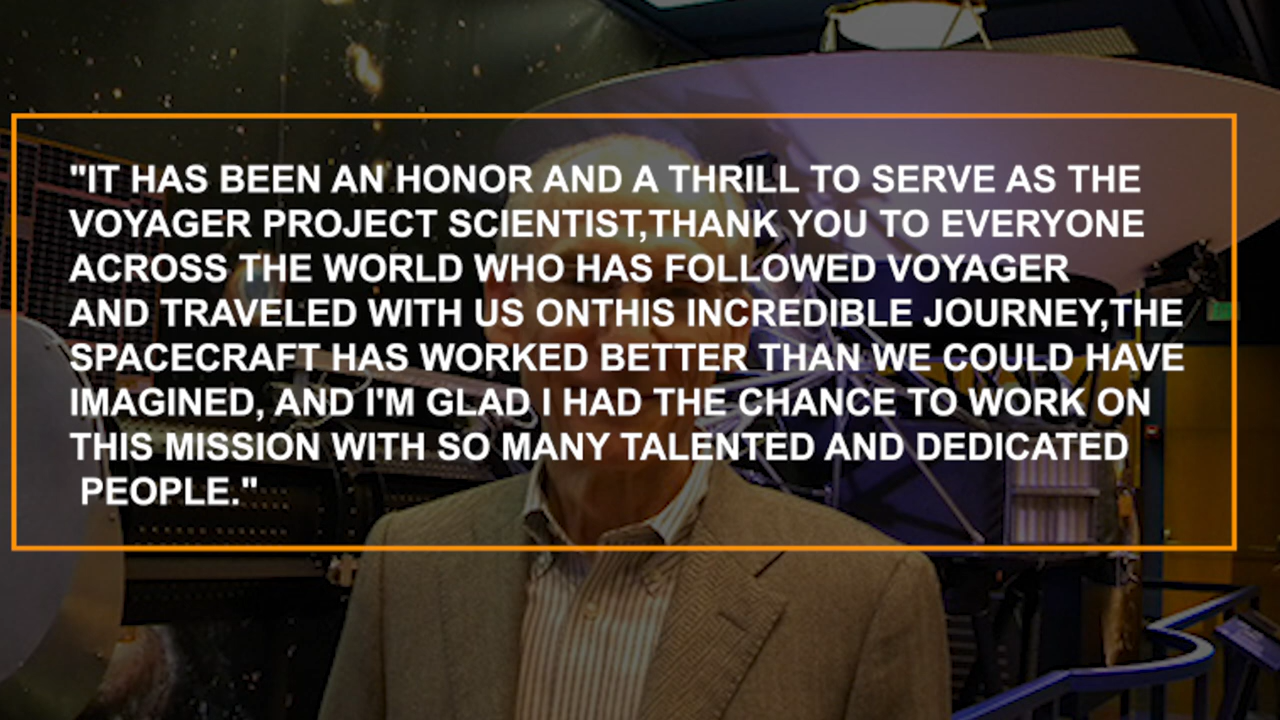 "IT HAS BEEN AN HONOR AND A THRILL TO SERVE AS THE
VOYAGER PROJECT SCIENTIST,THANK YOU TO EVERYONE
ACROSS THE WORLD WHO HAS FOLLOWED VOYAGER
AND TRAVELED WITH US ONTHIS INCREDIBLE JOURNEY,THE
SPACECRAFT HAS WORKED BETTER THAN WE COULD HAVE
IMAGINED, AND I'M GLAD I HAD THE CHANCE TO WORK ON
THIS MISSION WITH SO MANY TALENTED AND DEDICATED
PEOPLE."